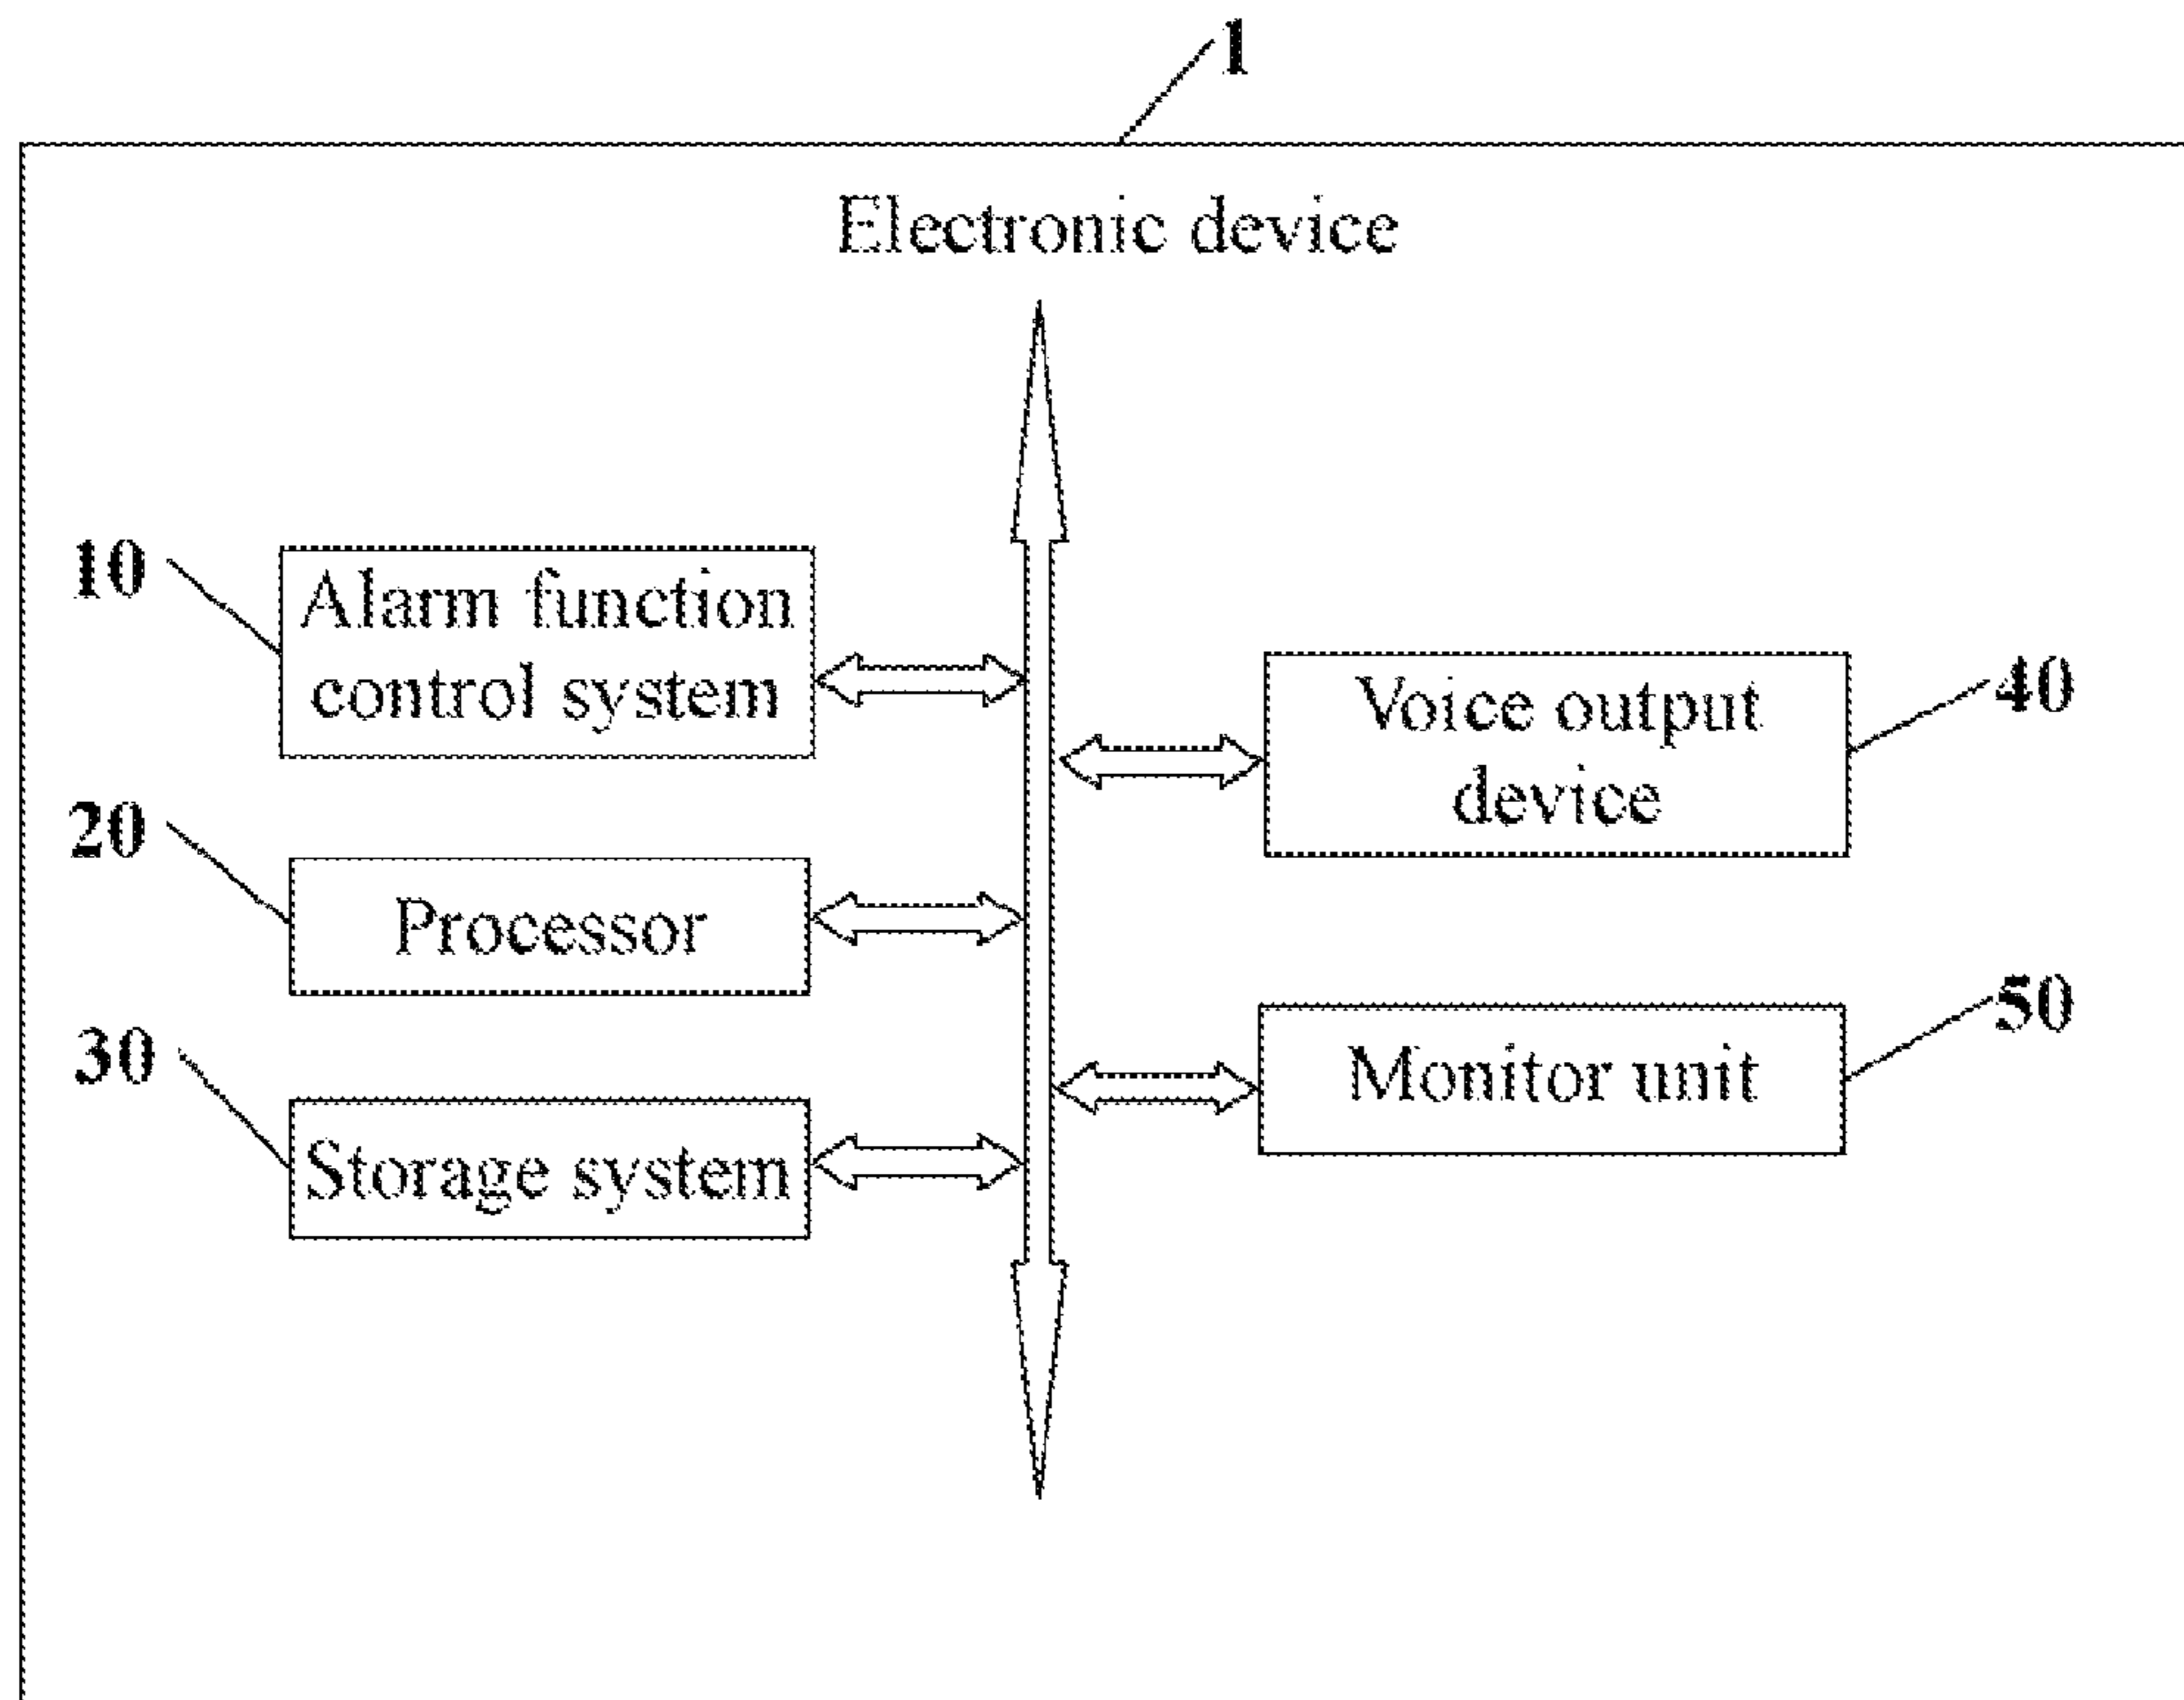 1
Electronic device
10
Alarm function
control system
20
Processor
30
Storage system
40
Voice output
device
50
Monitor unit